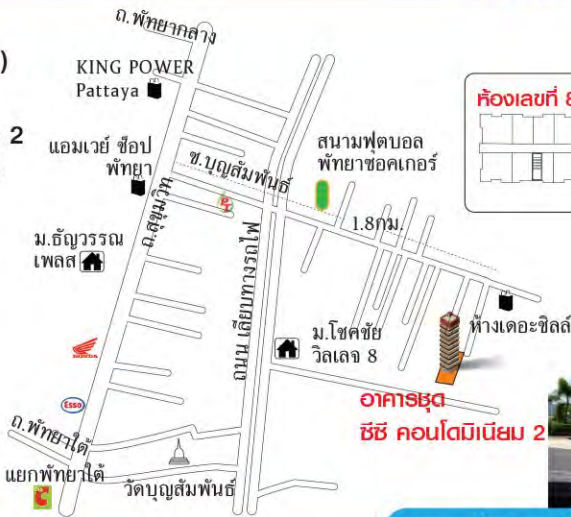 ถ.พัทยากลาง
)
KING POWER
Pattaya
2
แอมเวย์ ช็อป
พัทยา
ซ.บุญสัมพันธ์
สนามฟุตบอล
พัทยาซอคเกอร์
ห้องเลขที่ 8
1.8กม.
ถ.สุขุมวิท
ม.ธัญวรรณ
เพลส
ถนน เลียบทางรถไฟ
ห้างเดอะชิลล์
ม.โชคชัย
วิลเลจ 8
HONDA
Esso
อาคารชุด
ซีซี คอนโดมิเนียม 2
ถ.พัทยาใต้
แยกพัทยาใต้
วัดบุญสัมพันธ์